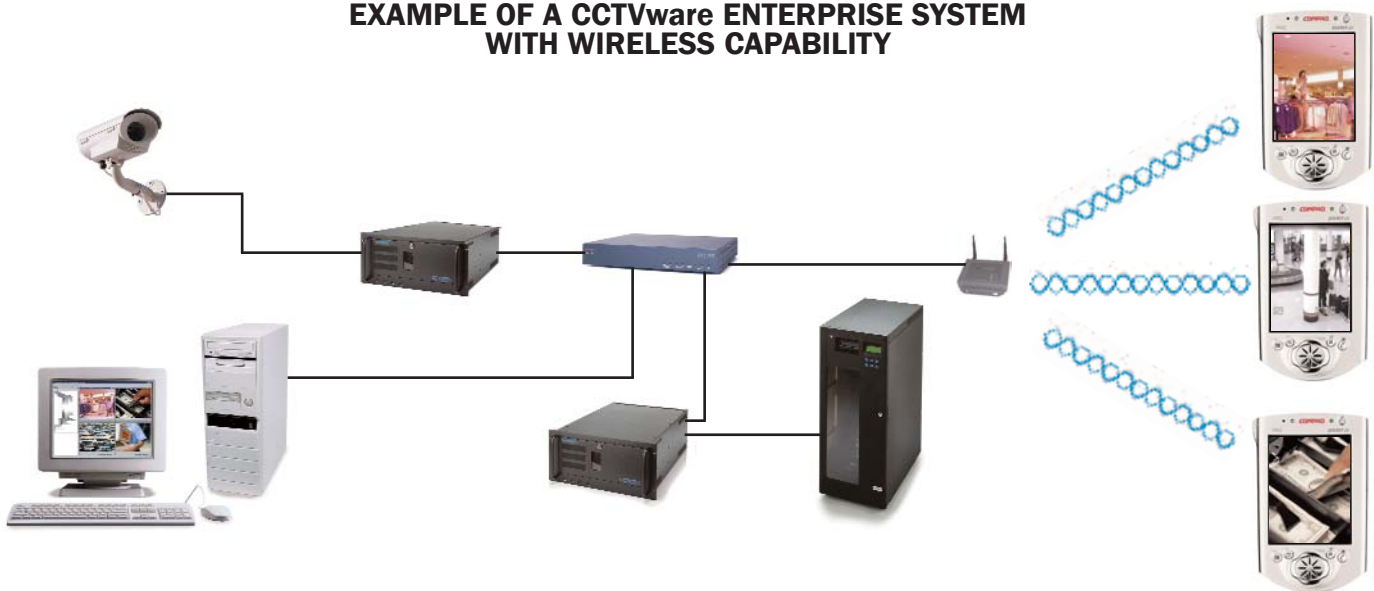 EXAMPLE OF A CCTVware ENTERPRISE SYSTEM
WITH WIRELESS CAPABILITY
COMPAQ
COMPAQ
COMPAQ